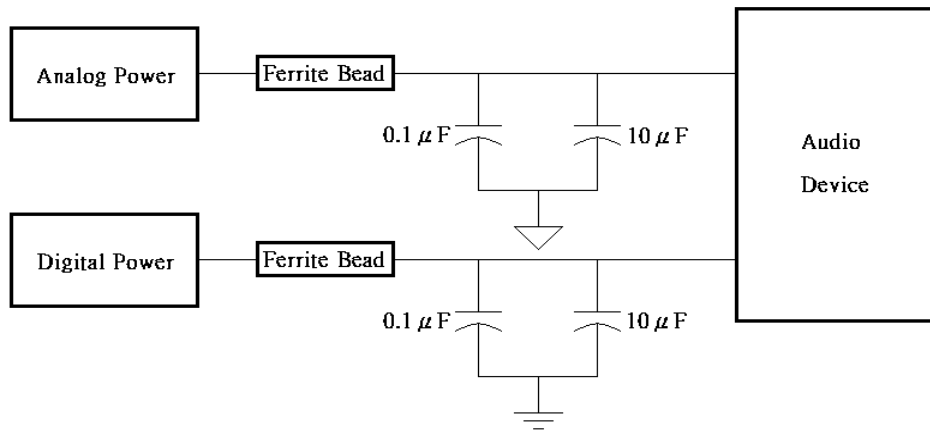 Analog Power
Ferrite Bead
0.1 μF
10 μF
Audio
Device
Digital Power
Ferrite Bead
0.1 μF
10 μF